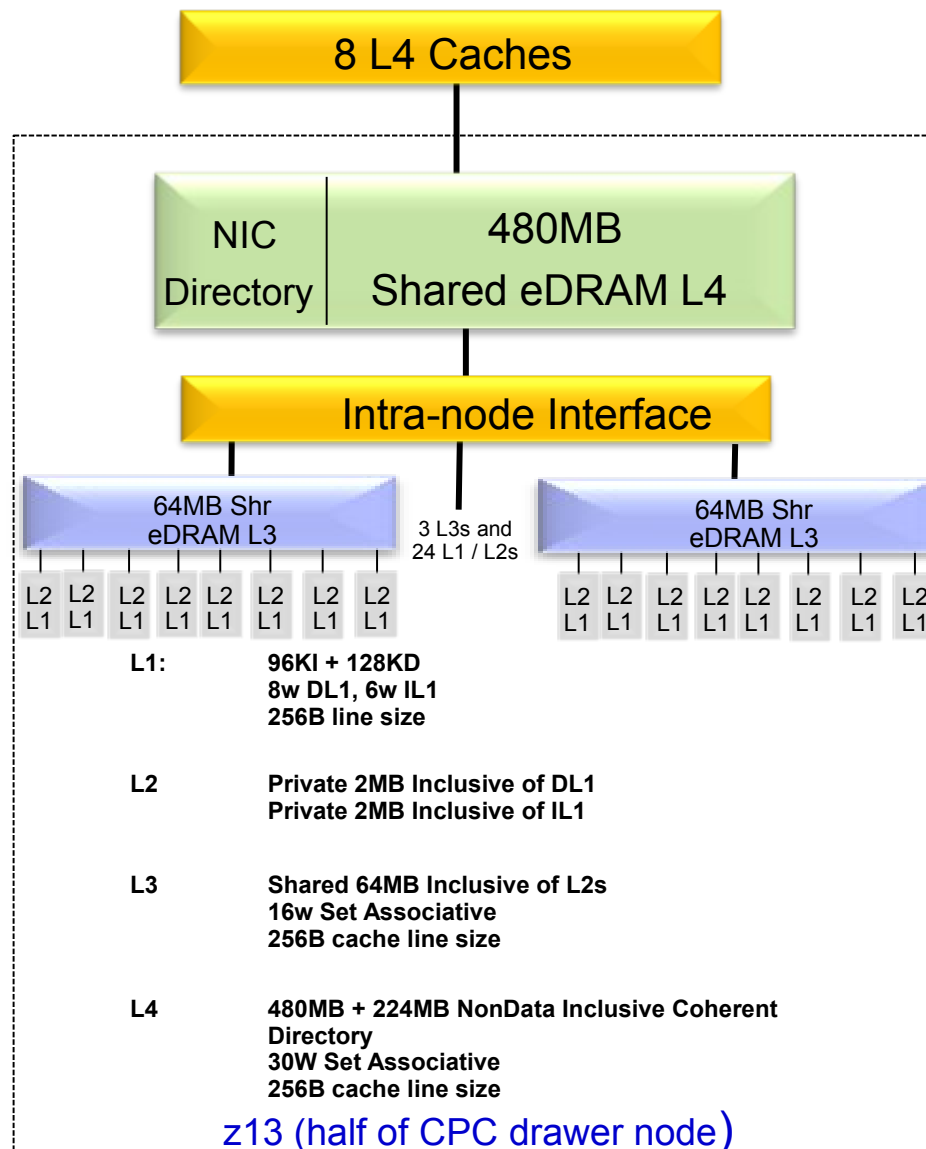 8 L4 Caches
NIC
Directory
480MB
Shared eDRAM L4
Intra-node Interface
64MB Shr
eDRAM L3
3 L3s and
24 L1 / L2s
64MB Shr
eDRAM L3
L2 L2 L2 L2 L2 L2 L2 L2
L1 L1 L1 L1 L1 L1 L1 L1
L2 L2 L2 L2 L2 L2 L2 L2
L1 L1 L1 L1 L1 L1 L1 L1
L1: 96KI + 128KD
8w DL1, 6w IL1
256B line size
L2 Private 2MB Inclusive of DL1
Private 2MB Inclusive of IL1
L3 Shared 64MB Inclusive of L2s
16w Set Associative
256B cache line size
L4 480MB + 224MB NonData Inclusive Coherent
Directory
30W Set Associative
256B cache line size
z13 (half of CPC drawer node)